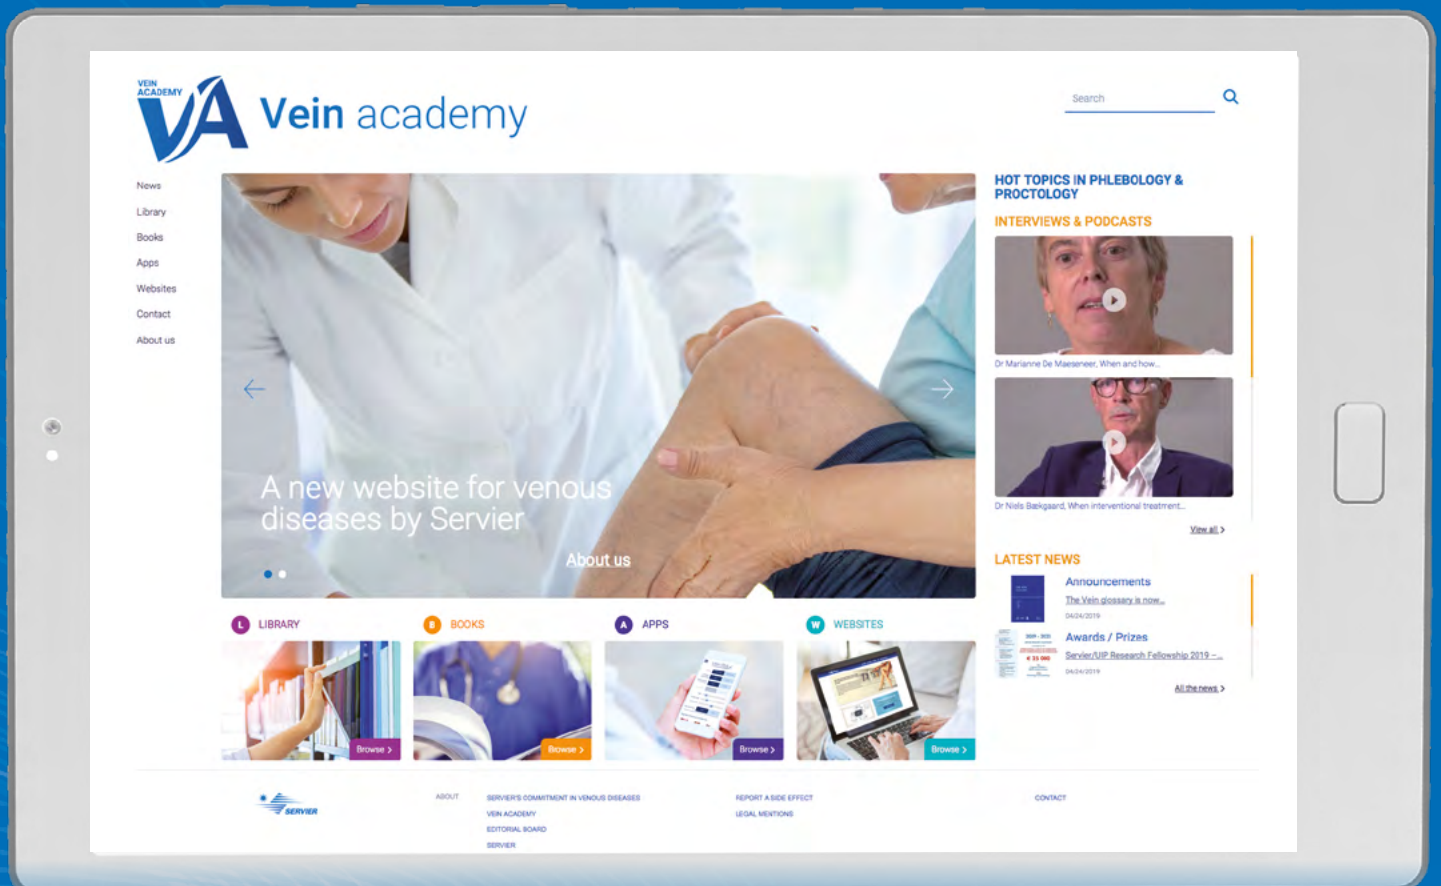 VEIN
ACADEMY
VA
Vein academy
Search
News
Library
Books
Apps
Websites
Contact
About us
A new website for venous
diseases by Servier
About us
HOT TOPICS IN PHLEBOLOGY &
PROCTOLOGY
INTERVIEWS & PODCASTS
Dr Marianne De Maeseneer, When and how...
Dr Niels Bækgaard, When interventional treatment...
View all >
LATEST NEWS
Announcements
The Vein glossary is now...
04/24/2019
Awards / Prizes
Servier/UIP Research Fellowship 2019 –...
04/24/2019
All the news >
L LIBRARY
B BOOKS
A APPS
W WEBSITES
Browse >
Browse >
Browse >
Browse >
SERVIER
ABOUT
SERVIER'S COMMITMENT IN VENOUS DISEASES
VEIN ACADEMY
EDITORIAL BOARD
SERVIER
REPORT A SIDE EFFECT
LEGAL MENTIONS
CONTACT